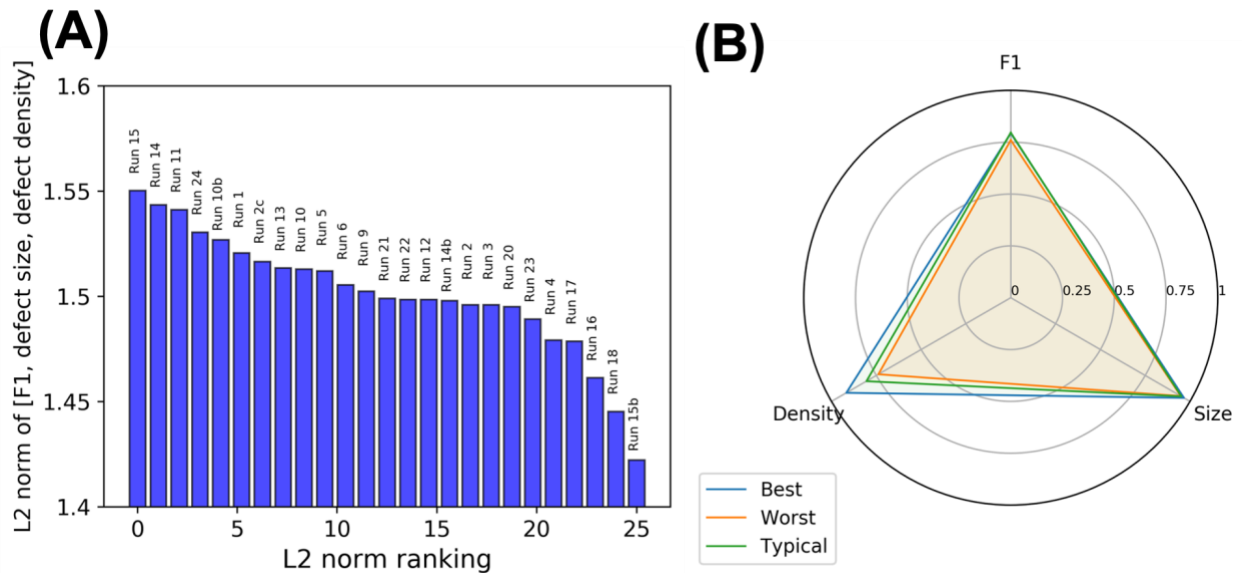 (A)
L2 norm of [F1, defect size, defect density]
1.6
1.55
1.5
1.45
1.4
Run 15
Run 14
Run 11
Run 24
Run 10b
Run 1
Run 2c
Run 13
Run 10
Run 5
Run 6
Run 9
Run 21
Run 22
Run 12
Run 14b
Run 2
Run 3
Run 20
Run 23
Run 4
Run 17
Run 16
Run 18
Run 15b
0 5 10 15 20 25
L2 norm ranking
(B)
F1
0 0.25 0.5 0.75 1
Density
Size
Best
Worst
Typical